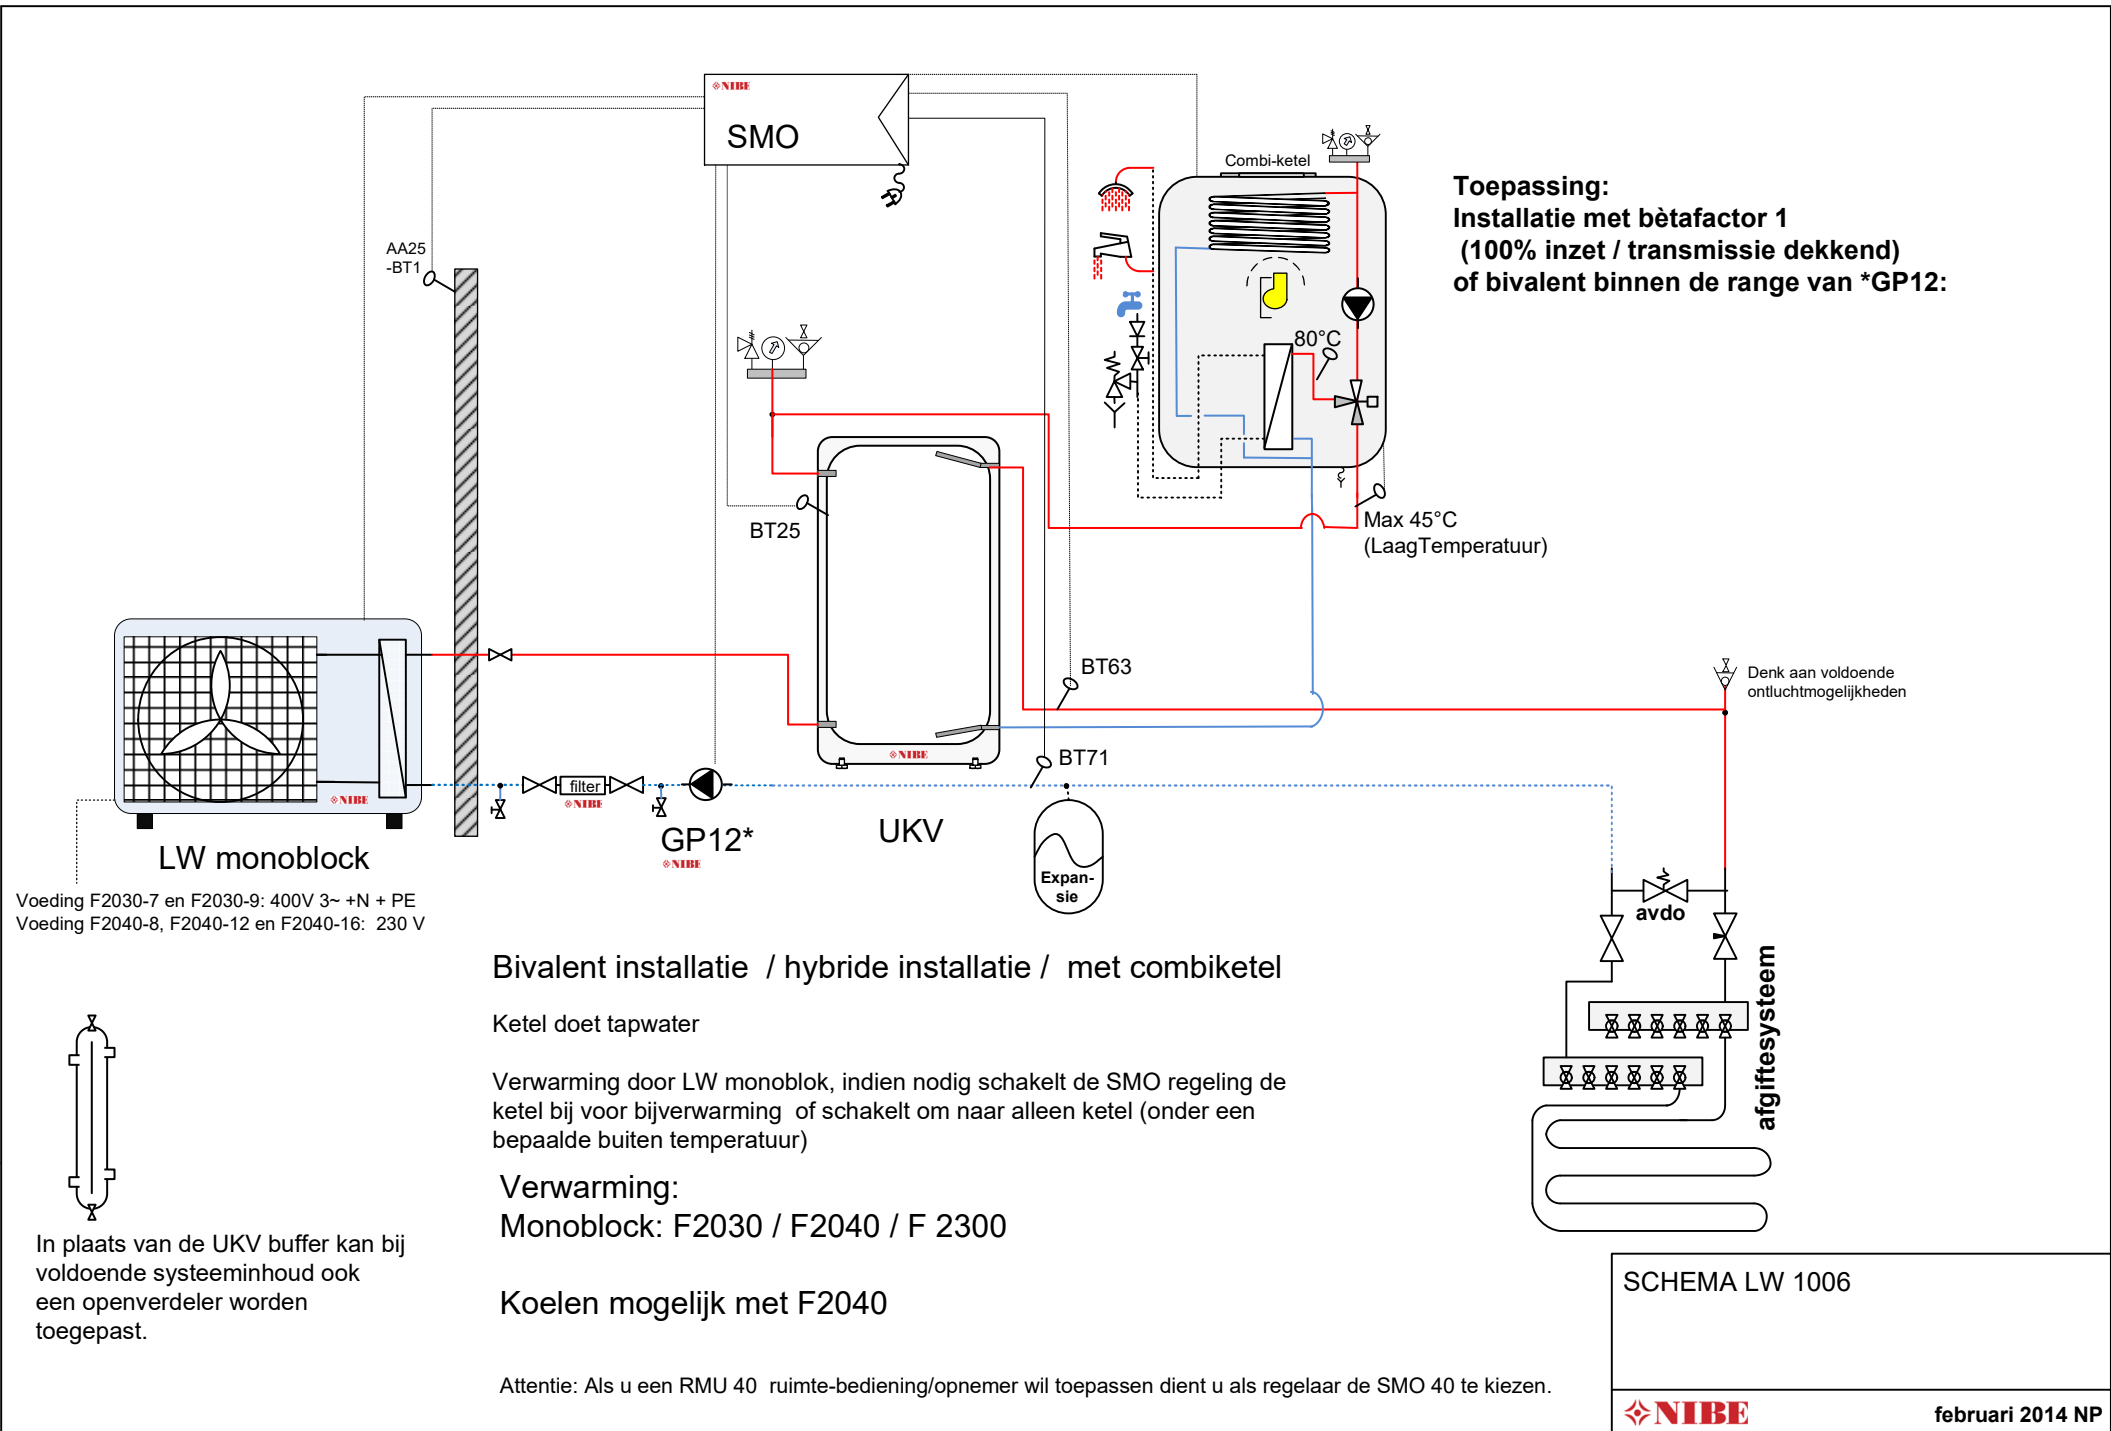 NIBE
SMO
Combi-ketel
Toepassing:
Installatie met bètafactor 1
(100% inzet / transmissie dekkend)
of bivalent binnen de range van *GP12:
AA25
-BT1
80°C
BT25
Max 45°C
(LaagTemperatuur)
BT63
Denk aan voldoende
ontluchtmogelijkheden
NIBE
BT71
NIBE
filter
NIBE
GP12*
NIBE
UKV
LW monoblock
Expan-
sie
Voeding F2030-7 en F2030-9: 400V 3~ +N + PE
Voeding F2040-8, F2040-12 en F2040-16: 230 V
avdo
afgiftesysteem
Bivalent installatie / hybride installatie / met combiketel
Ketel doet tapwater
Verwarming door LW monoblok, indien nodig schakelt de SMO regeling de
ketel bij voor bijverwarming of schakelt om naar alleen ketel (onder een
bepaalde buiten temperatuur)
Verwarming:
Monoblock: F2030 / F2040 / F 2300
Koelen mogelijk met F2040
In plaats van de UKV buffer kan bij
voldoende systeeminhoud ook
een openverdeler worden
toegepast.
Attentie: Als u een RMU 40 ruimte-bediening/opnemer wil toepassen dient u als regelaar de SMO 40 te kiezen.
SCHEMA LW 1006
NIBE
februari 2014 NP